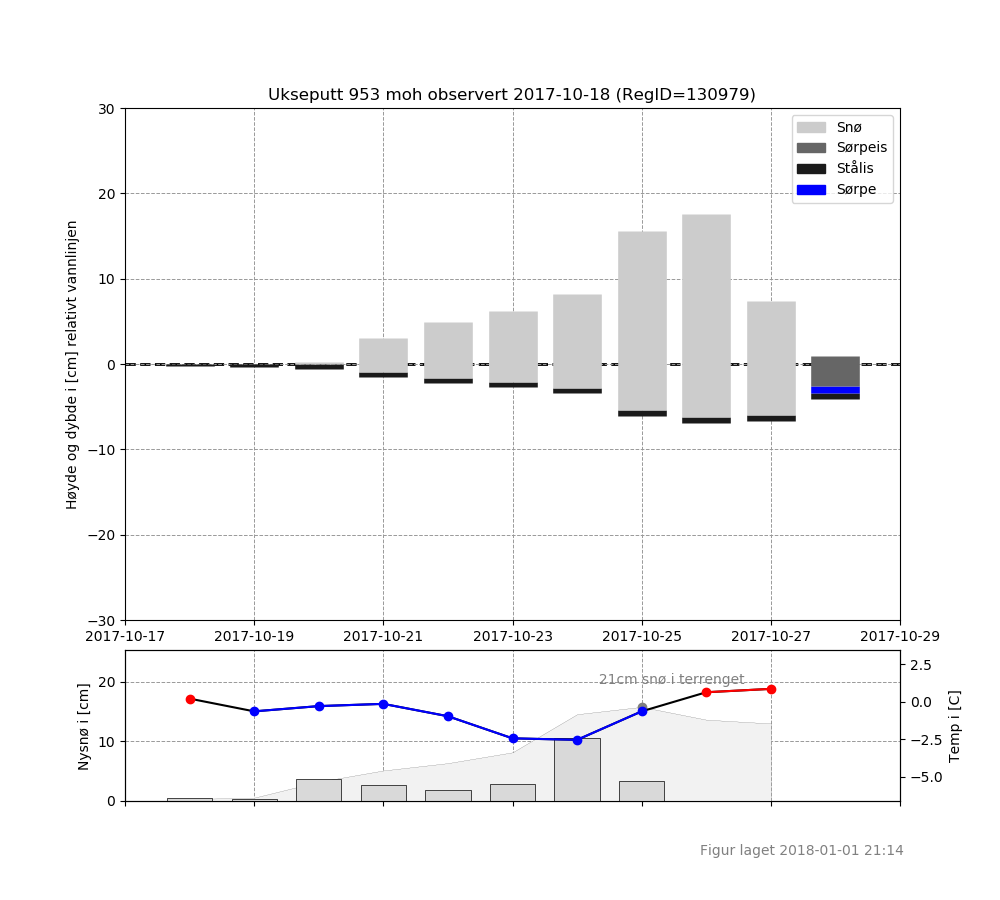 Ukseputt 953 moh observert 2017-10-18 (RegID=130979)
30
20
10
0
−10
−20
−30
Høyde og dybde i [cm] relativt vannlinjen
Snø
Sørpeis
Stålis
Sørpe
2017-10-17 2017-10-19 2017-10-21 2017-10-23 2017-10-25 2017-10-27 2017-10-29
20
10
0
Nysnø i [cm]
21cm snø i terrenget
2.5
0.0
−2.5
−5.0
Temp i [C]
Figur laget 2018-01-01 21:14